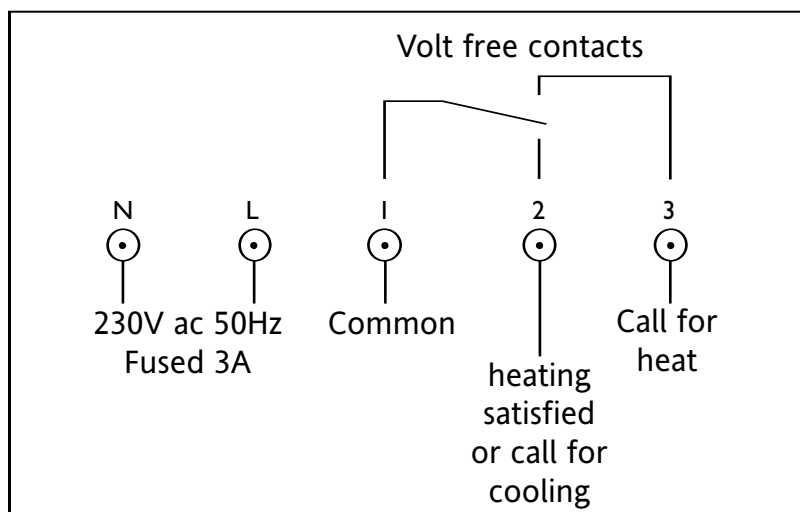 Volt free contacts
N L 1 2 3
230V ac 50Hz Common Call for
Fused 3A heat
heating
satisfied
or call for
cooling